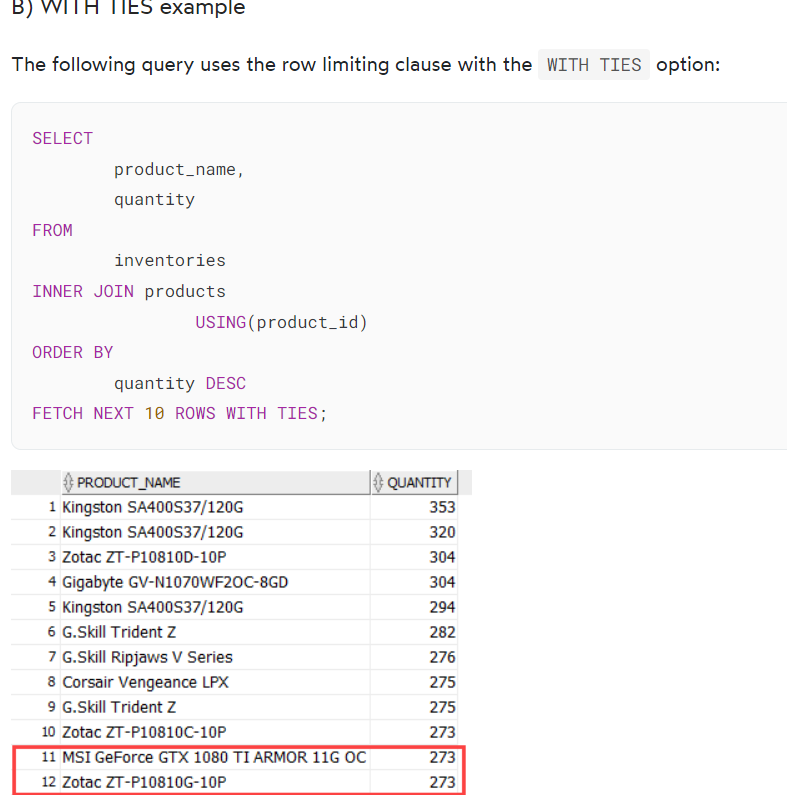 B) WITH TIES example
The following query uses the row limiting clause with the WITH TIES option:
SELECT
product_name,
quantity
FROM
inventories
INNER JOIN products
USING(product_id)
ORDER BY
quantity DESC
FETCH NEXT 10 ROWS WITH TIES;
PRODUCT_NAME QUANTITY
1 Kingston SA400S37/120G 353
2 Kingston SA400S37/120G 320
3 Zotac ZT-P10810D-10P 304
4 Gigabyte GV-N1070WF2OC-8GD 304
5 Kingston SA400S37/120G 294
6 G.Skill Trident Z 282
7 G.Skill Ripjaws V Series 276
8 Corsair Vengeance LPX 275
9 G.Skill Trident Z 275
10 Zotac ZT-P10810C-10P 273
11 MSI GeForce GTX 1080 TI ARMOR 11G OC 273
12 Zotac ZT-P10810G-10P 273